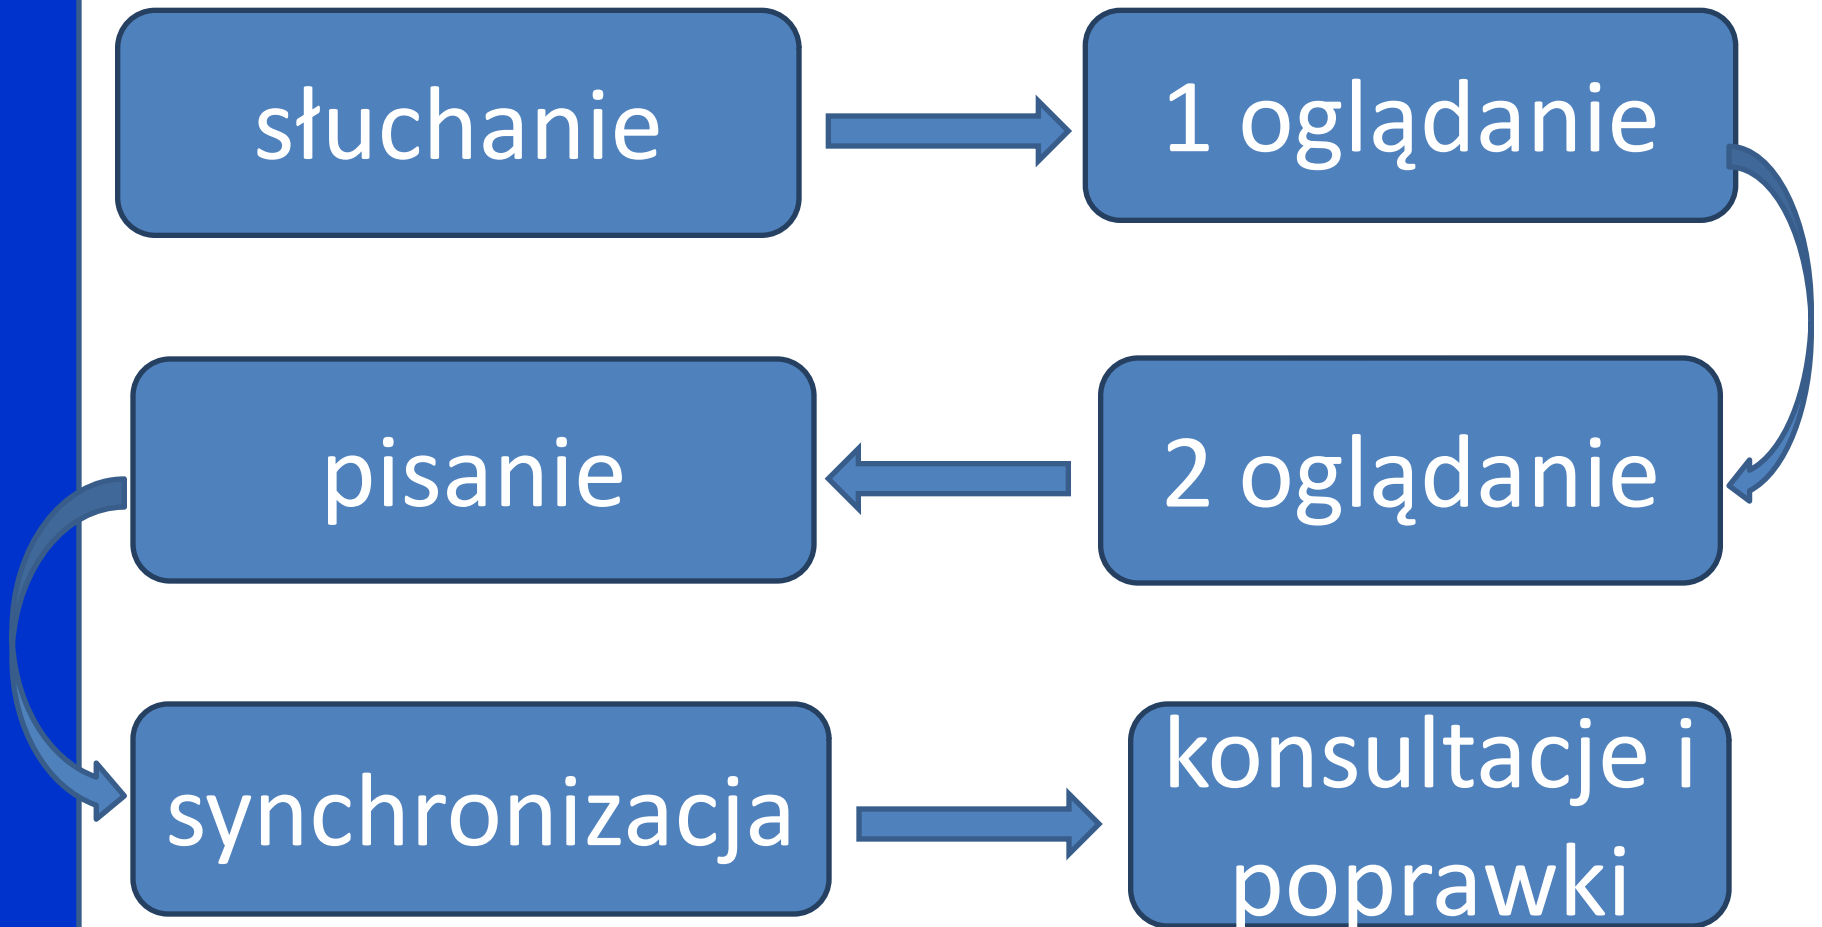 słuchanie
1 oglądanie
2 oglądanie
pisanie
synchronizacja
konsultacje i
poprawki